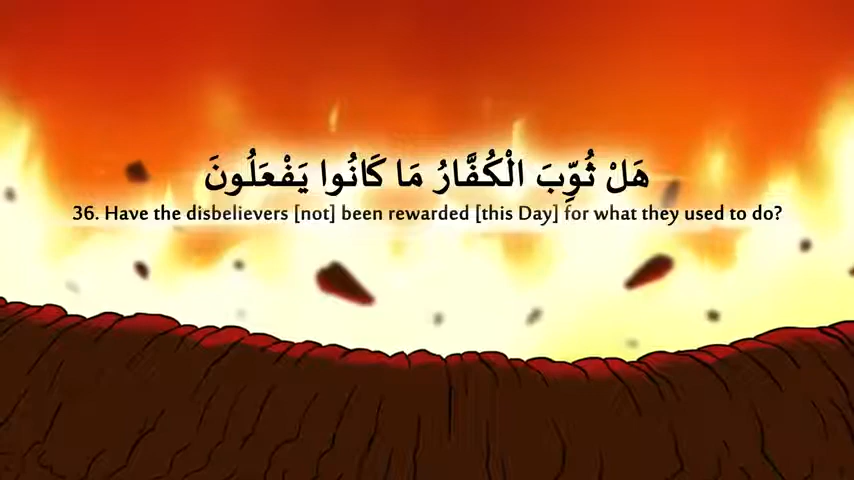 هَلْ ثُوِّبَ الْكُفَّارُ مَا كَانُوا يَفْعَلُونَ
36. Have the disbelievers [not] been rewarded [this Day] for what they used to do?